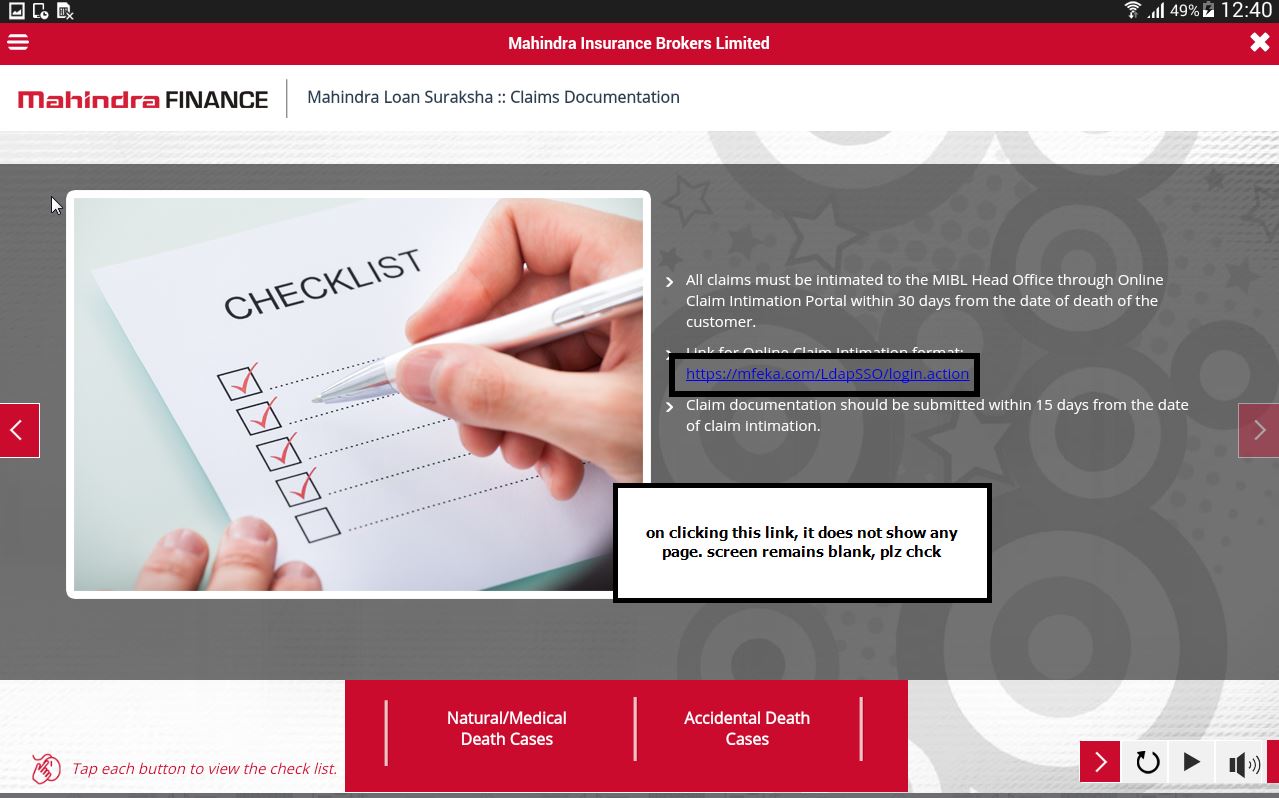 49% 12:40
Mahindra Insurance Brokers Limited
Mahindra FINANCE
Mahindra Loan Suraksha :: Claims Documentation
CHECKLIST
All claims must be intimated to the MIBL Head Office through Online
Claim Intimation Portal within 30 days from the date of death of the
customer.
Link for Online Claim Intimation format:
https://mfeka.com/LdapSSO/login.action
Claim documentation should be submitted within 15 days from the date
of claim intimation.
on clicking this link, it does not show any
page. screen remains blank, plz chck
Natural/Medical
Death Cases
Accidental Death
Cases
Tap each button to view the check list.